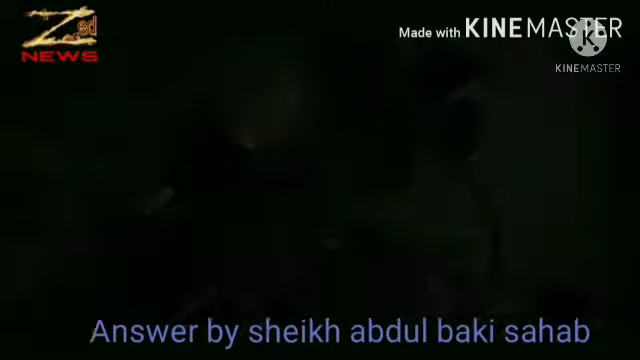 Zed
NEWS
Made with KINEMASTER
K
KINEMASTER
Answer by sheikh abdul baki sahab